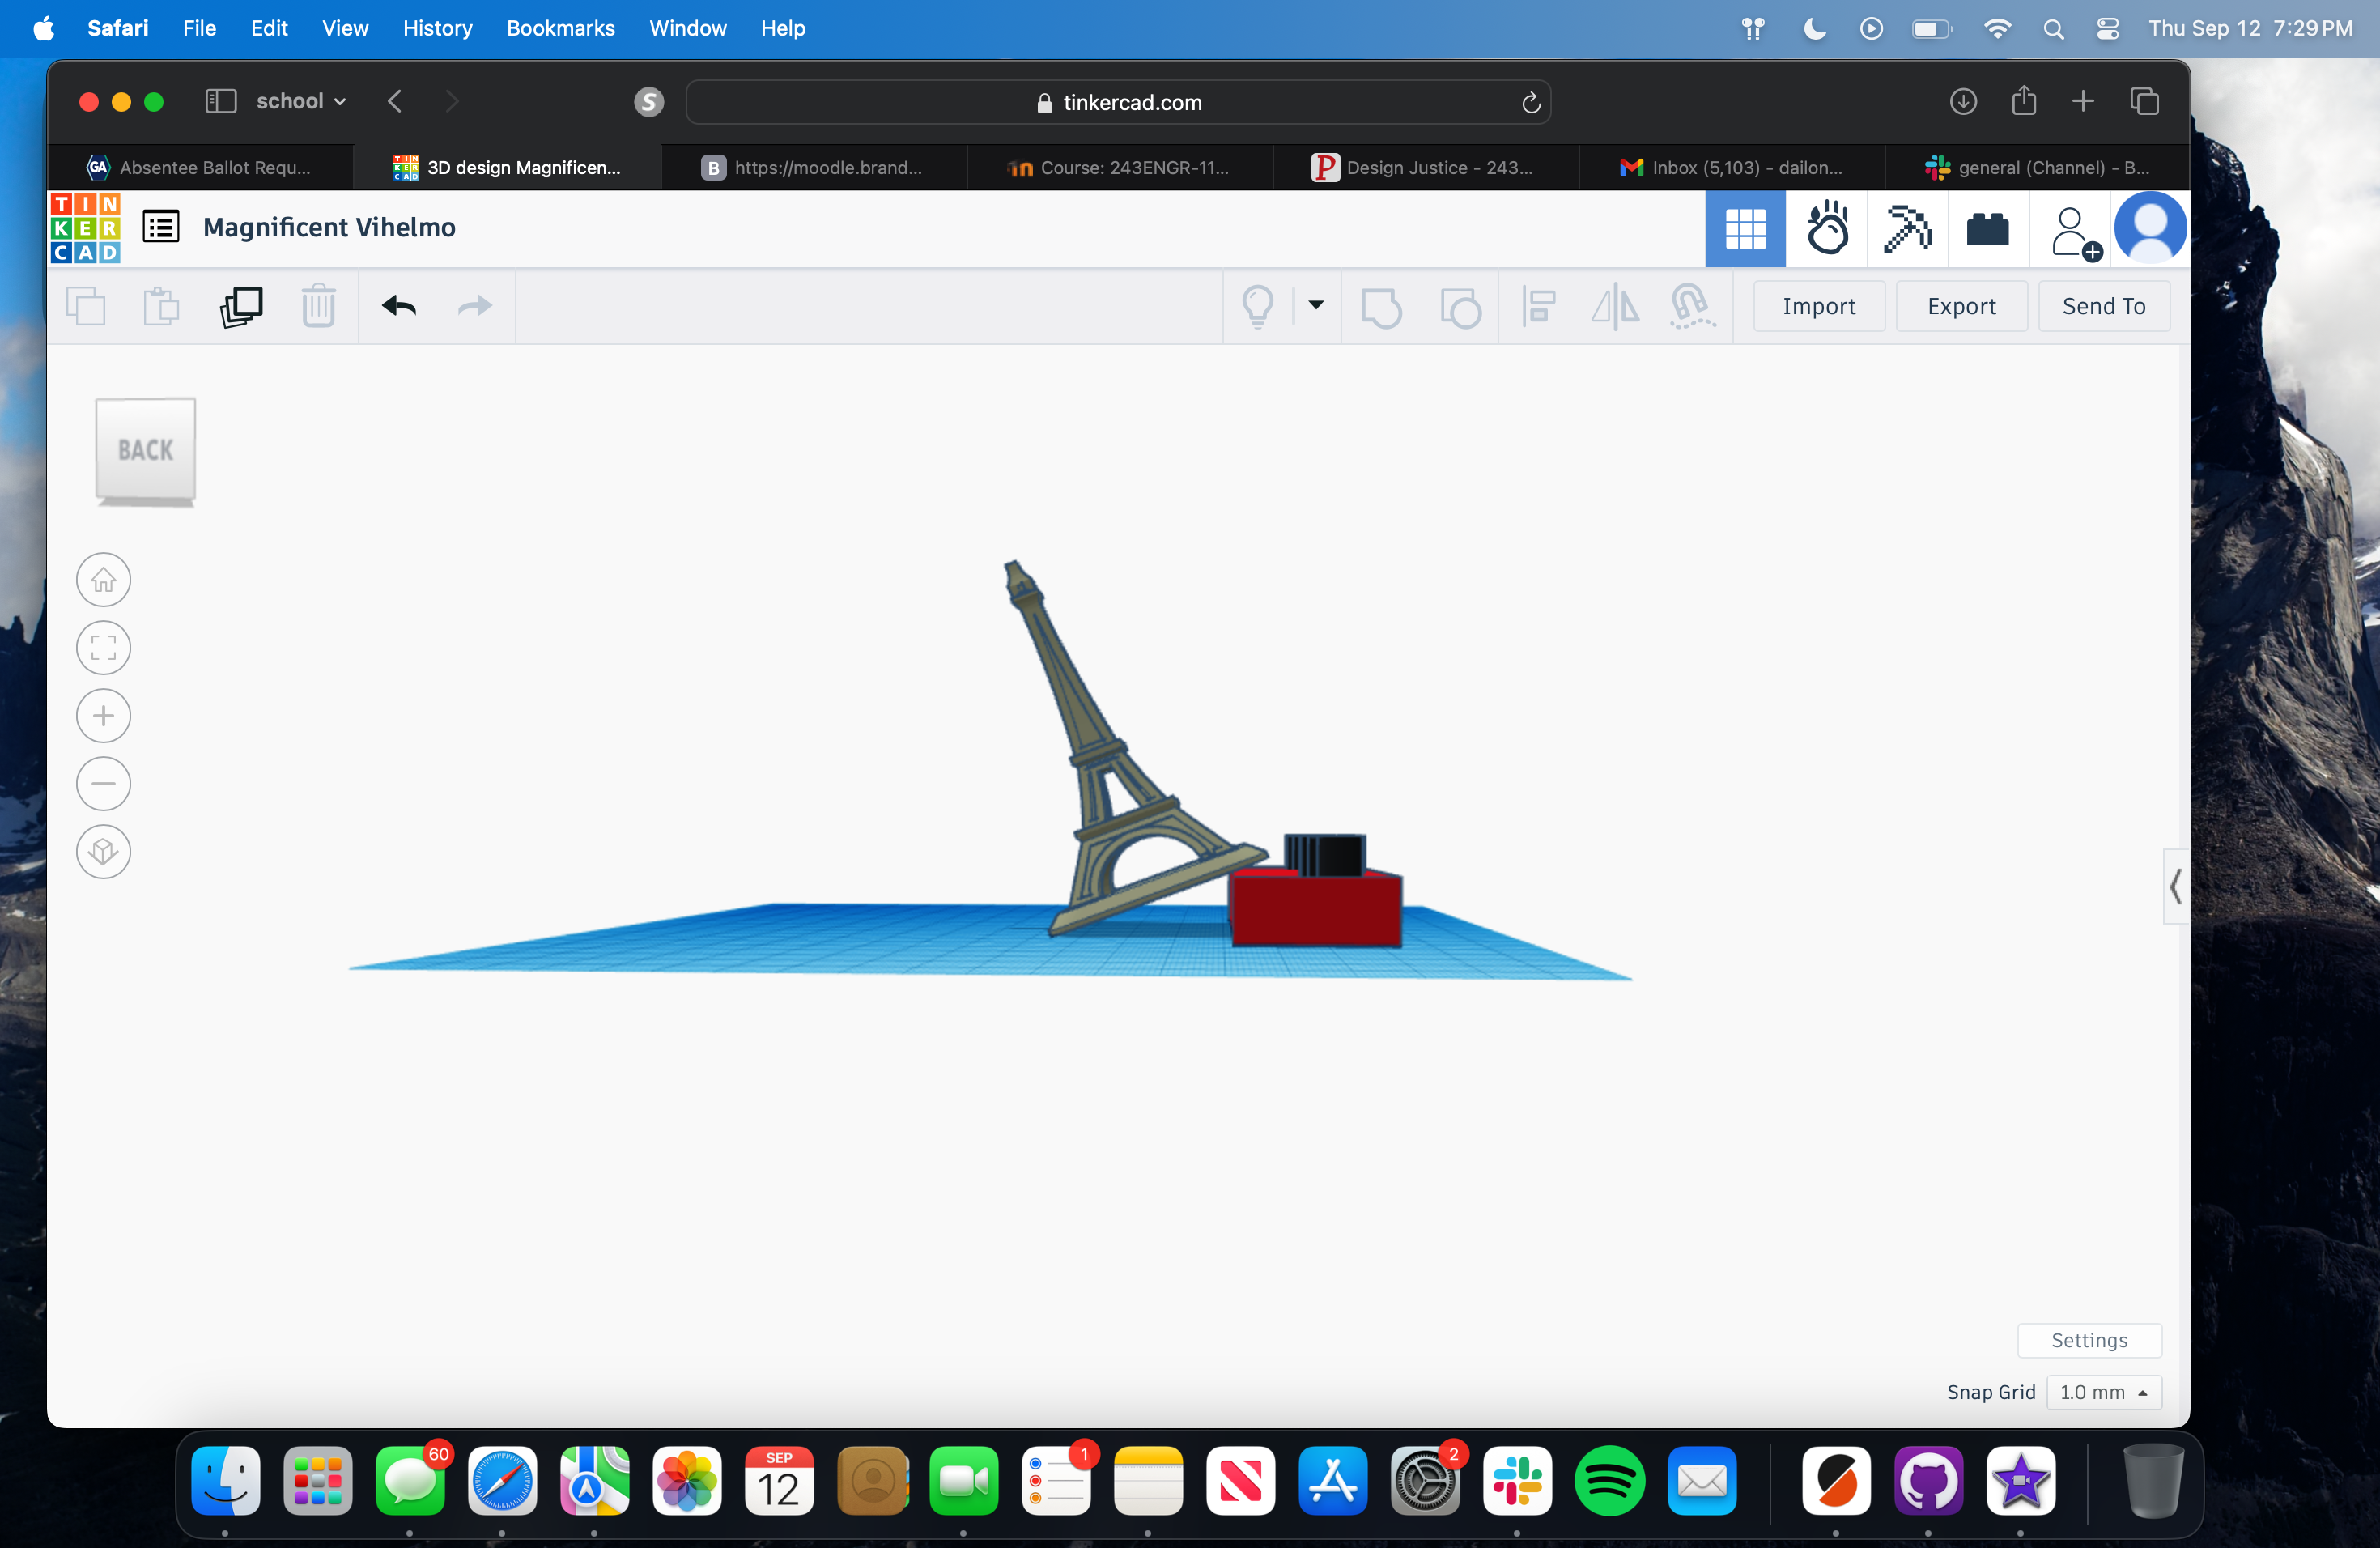 Safari File Edit View History Bookmarks Window Help Thu Sep 12 7:29 PM
school S tinkercad.com
GA Absentee Ballot Requ... TINKERCAD 3D design Magnificen... B https://moodle.brand... Course: 243ENGR-11... P Design Justice - 243... Inbox (5,103) - dailon... general (Channel) - B...
TIN
KER
CAD
Magnificent Vihelmo
Import Export Send To
BACK
Settings
Snap Grid 1.0 mm
60 SEP 12 1 2